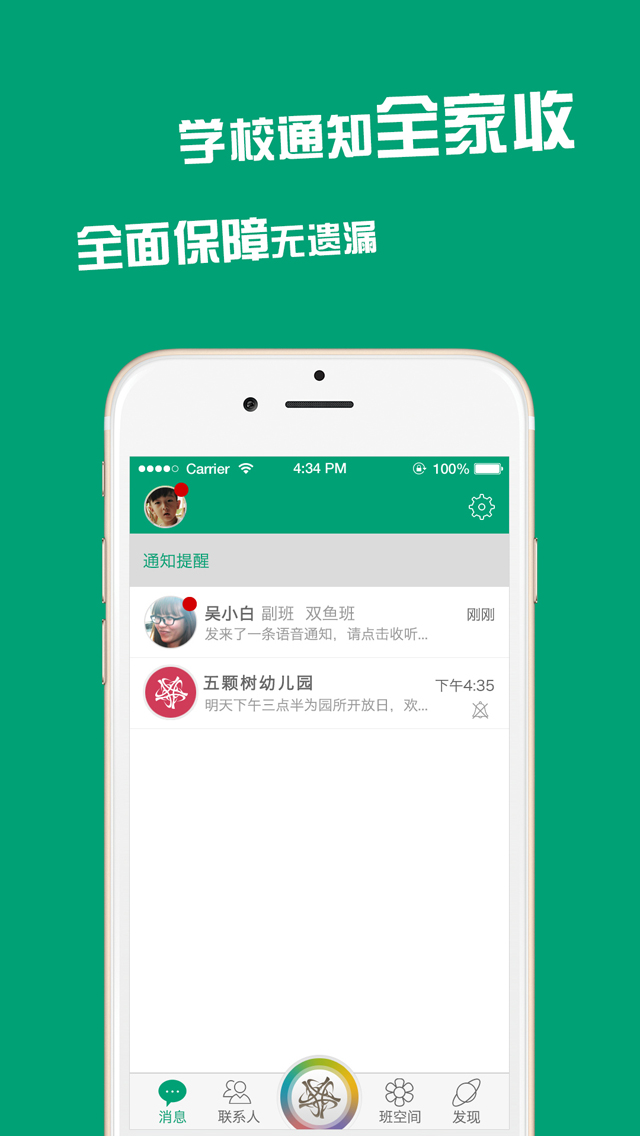 学校通知全家收
全面保障无遗漏
Carrier 4:34 PM 100%
通知提醒
吴小白 副班 双鱼班 刚刚
发来了一条语音通知，请点击收听...
五颗树幼儿园 下午4:35
明天下午三点半为园所开放日，欢...
消息 联系人 班空间 发现